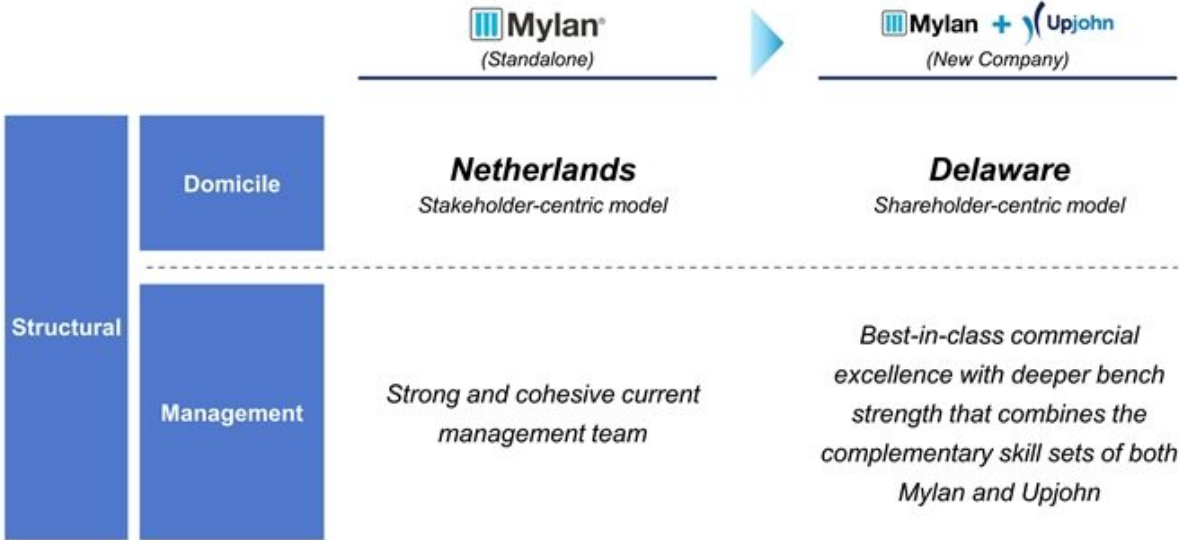 Mylan®
(Standalone)
Mylan + Upjohn
(New Company)
Structural
Domicile
Netherlands
Stakeholder-centric model
Delaware
Shareholder-centric model
Management
Strong and cohesive current
management team
Best-in-class commercial
excellence with deeper bench
strength that combines the
complementary skill sets of both
Mylan and Upjohn